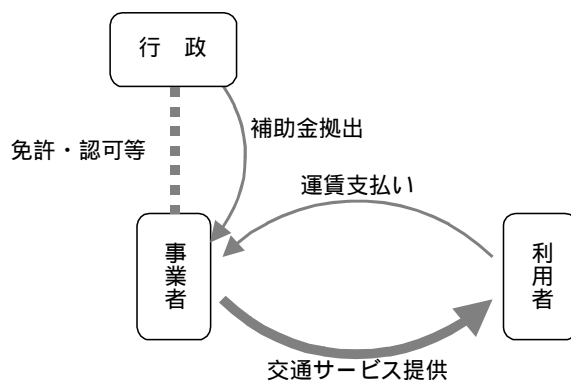 行　政
補助金拠出
免許・認可等
運賃支払い
事業者
利用者
交通サービス提供